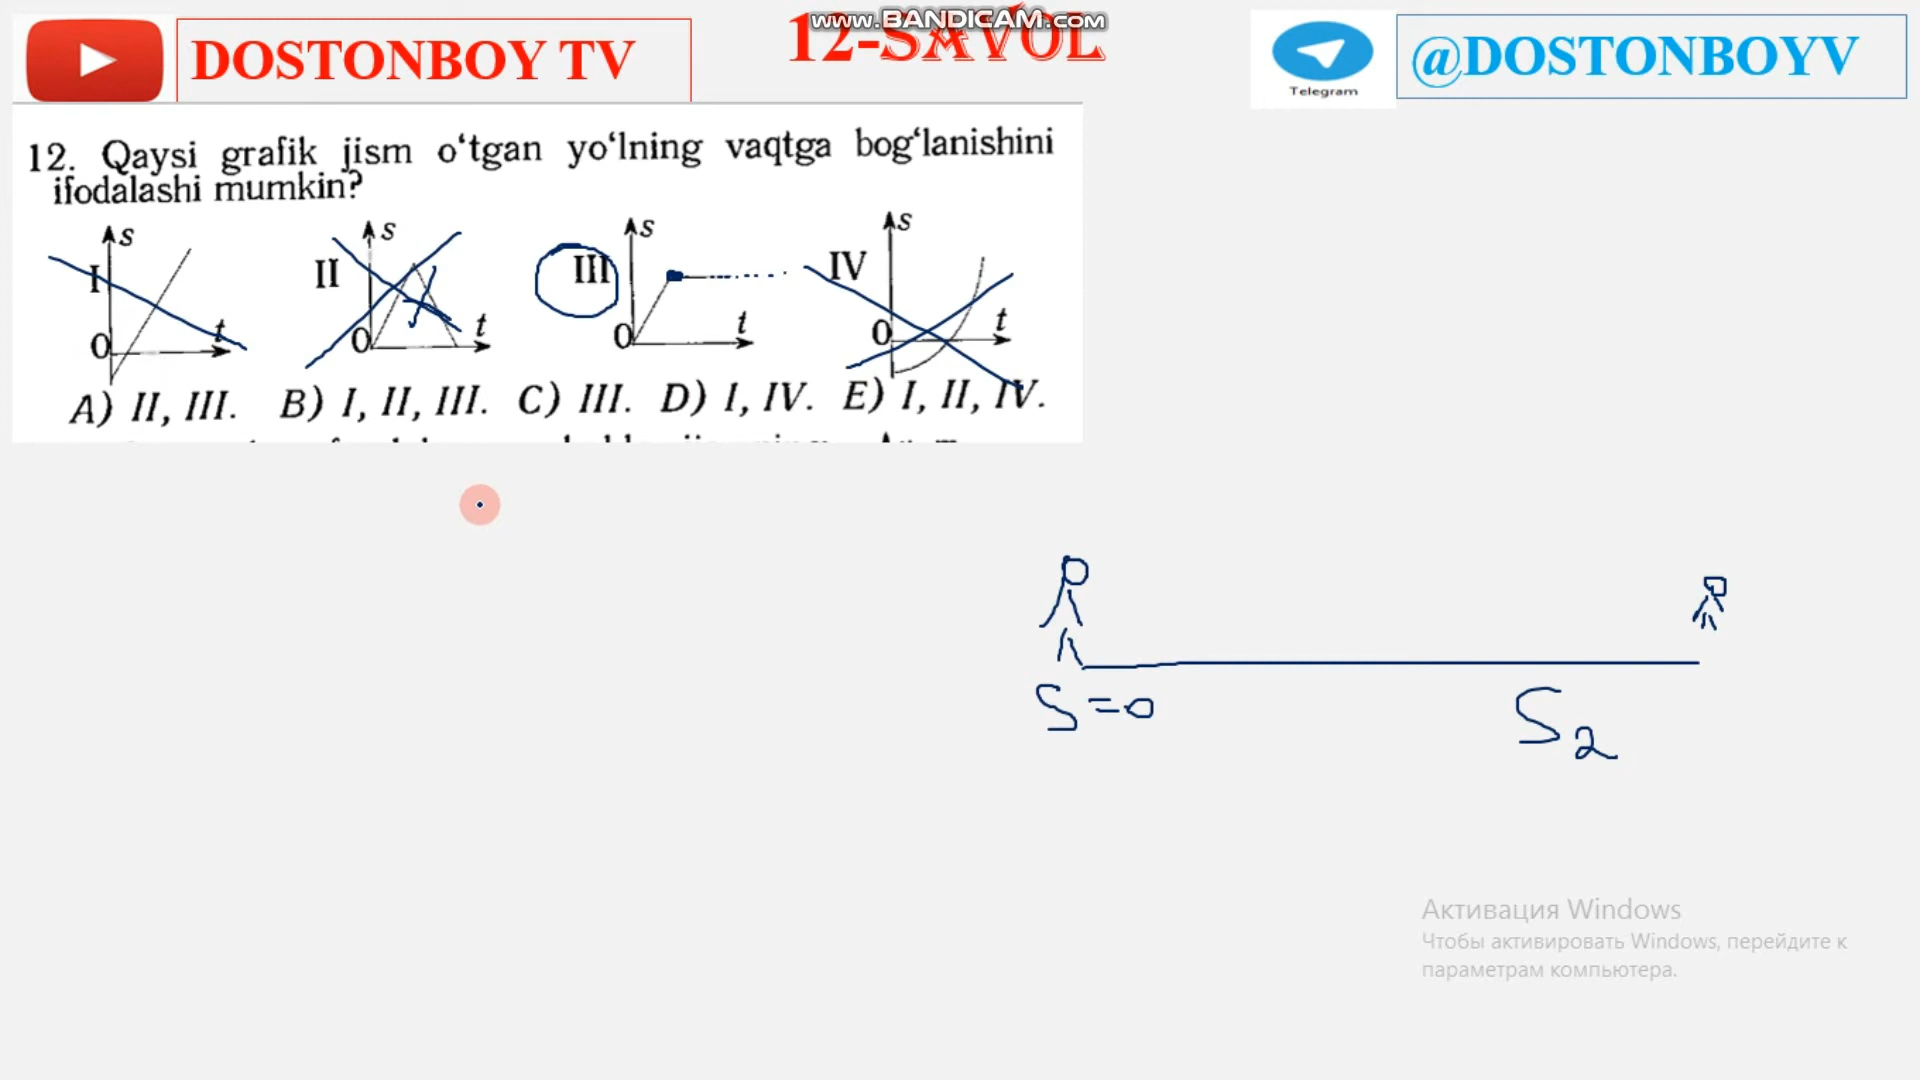 www.BANDICAM.com
DOSTONBOY TV
12-SAVOL
Telegram
@DOSTONBOYV
12. Qaysi grafik jism o‘tgan yo‘lning vaqtga bog‘lanishini
ifodalashi mumkin?
I s t 0
II s t 0
III s t 0
IV s t 0
A) II, III. B) I, II, III. C) III. D) I, IV. E) I, II, IV.
S=0
S2
Активация Windows
Чтобы активировать Windows, перейдите к
параметрам компьютера.